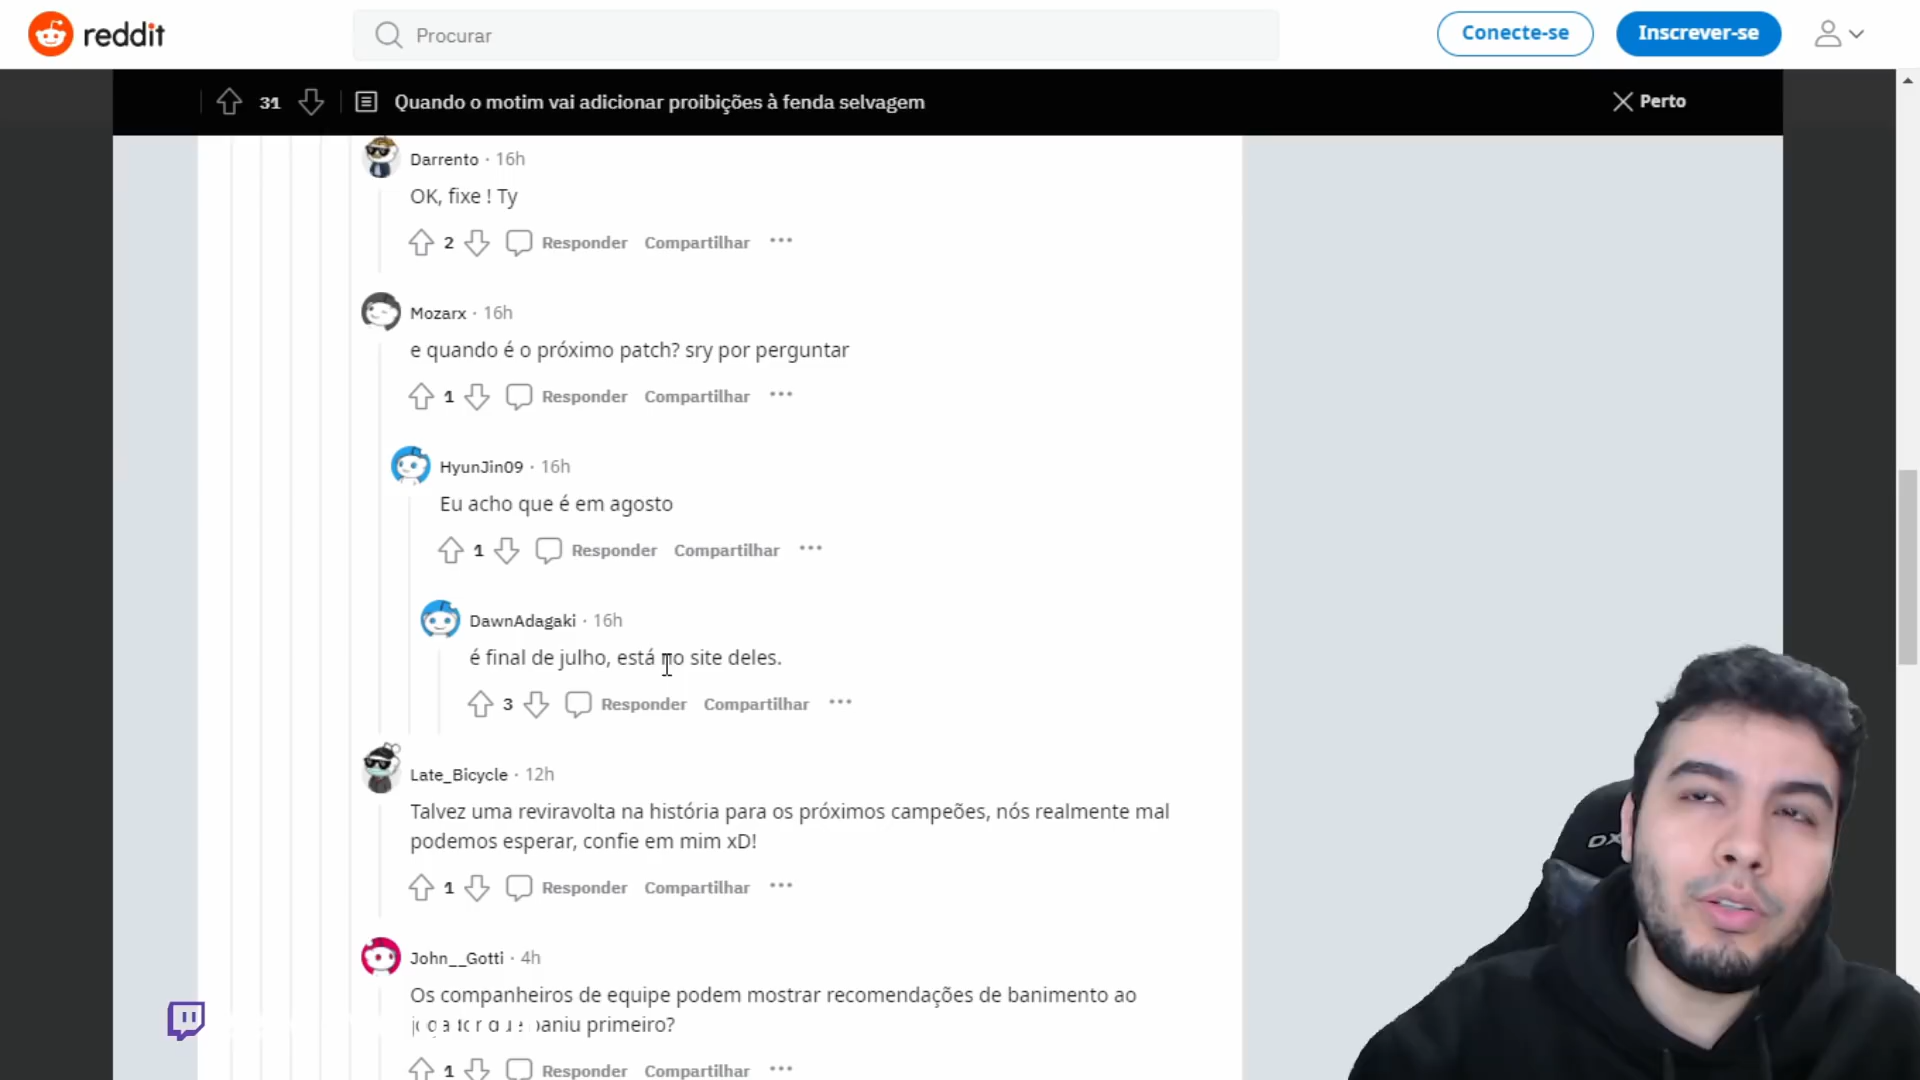 reddit
Procurar
Conecte-se
Inscrever-se
31
Quando o motim vai adicionar proibições à fenda selvagem
Perto
Darrento · 16h
OK, fixe ! Ty
2 Responder Compartilhar ···
Mozarx · 16h
e quando é o próximo patch? sry por perguntar
1 Responder Compartilhar ···
HyunJin09 · 16h
Eu acho que é em agosto
1 Responder Compartilhar ···
DawnAdagaki · 16h
é final de julho, está no site deles.
3 Responder Compartilhar ···
Late_Bicycle · 12h
Talvez uma reviravolta na história para os próximos campeões, nós realmente mal
podemos esperar, confie em mim xD!
1 Responder Compartilhar ···
John__Gotti · 4h
Os companheiros de equipe podem mostrar recomendações de banimento ao
primeiro?
1 Responder Compartilhar ···